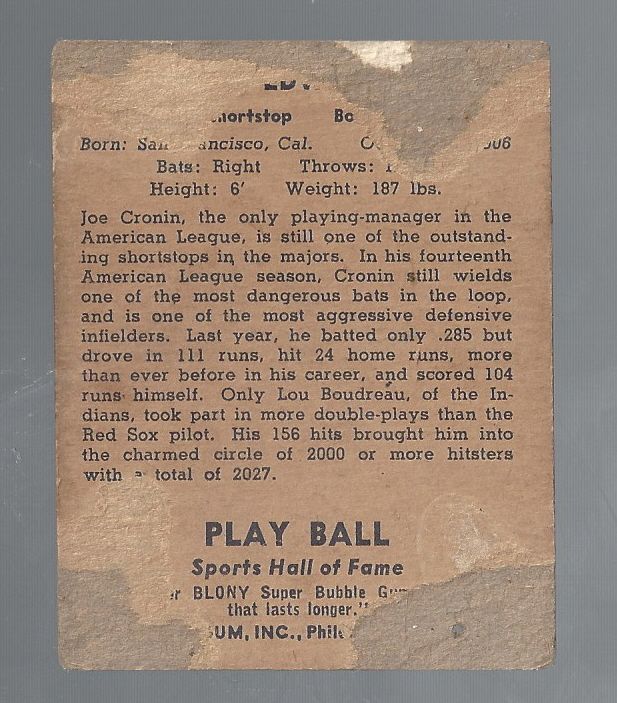 shortstop Bo
Born: San ancisco, Cal. O 906
Bats: Right Throws:
Height: 6' Weight: 187 lbs.
Joe Cronin, the only playing-manager in the
American League, is still one of the outstand-
ing shortstops in the majors. In his fourteenth
American League season, Cronin still wields
one of the most dangerous bats in the loop,
and is one of the most aggressive defensive
infielders. Last year, he batted only .285 but
drove in 111 runs, hit 24 home runs, more
than ever before in his career, and scored 104
runs himself. Only Lou Boudreau, of the In-
dians, took part in more double-plays than the
Red Sox pilot. His 156 hits brought him into
the charmed circle of 2000 or more hitsters
with a total of 2027.
PLAY BALL
Sports Hall of Fame
BLONY Super Bubble Gum
that lasts longer."
UM, INC., Phil